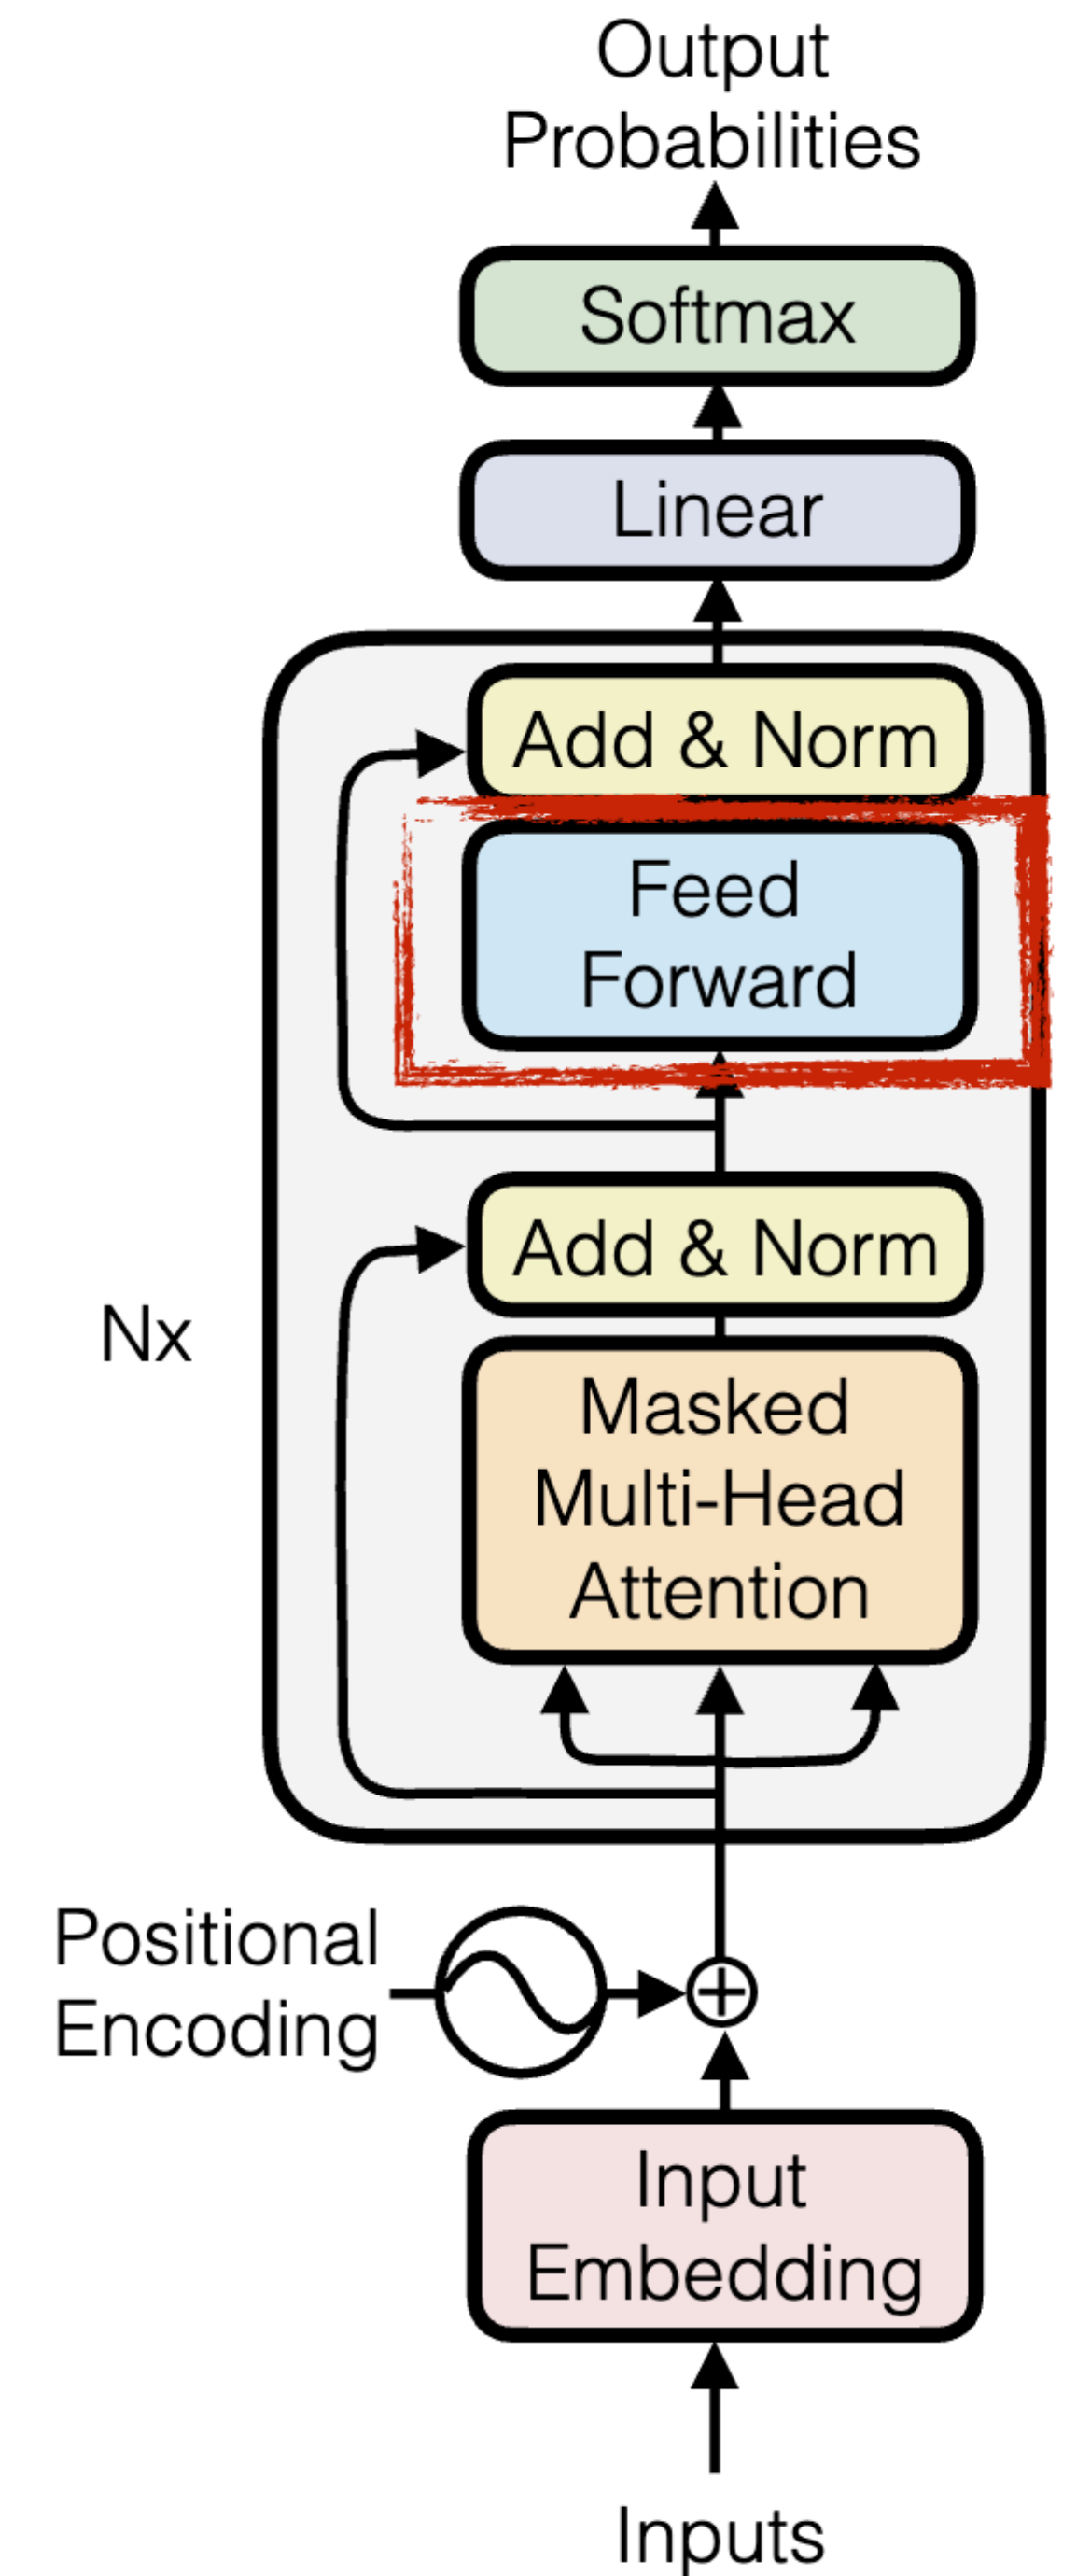 Output
Probabilities
Softmax
Linear
Add & Norm
Feed
Forward
Add & Norm
Nx
Masked
Multi-Head
Attention
Positional
Encoding
Input
Embedding
Inputs